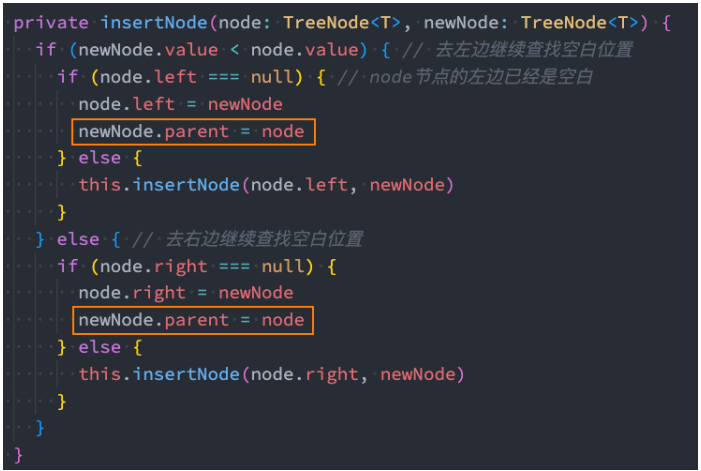 private insertNode(node: TreeNode<T>, newNode: TreeNode<T>) {
if (newNode.value < node.value) { // 去左边继续查找空白位置
if (node.left === null) { // node节点的左边已经是空白
node.left = newNode
newNode.parent = node
} else {
this.insertNode(node.left, newNode)
}
} else { // 去右边继续查找空白位置
if (node.right === null) {
node.right = newNode
newNode.parent = node
} else {
this.insertNode(node.right, newNode)
}
}
}